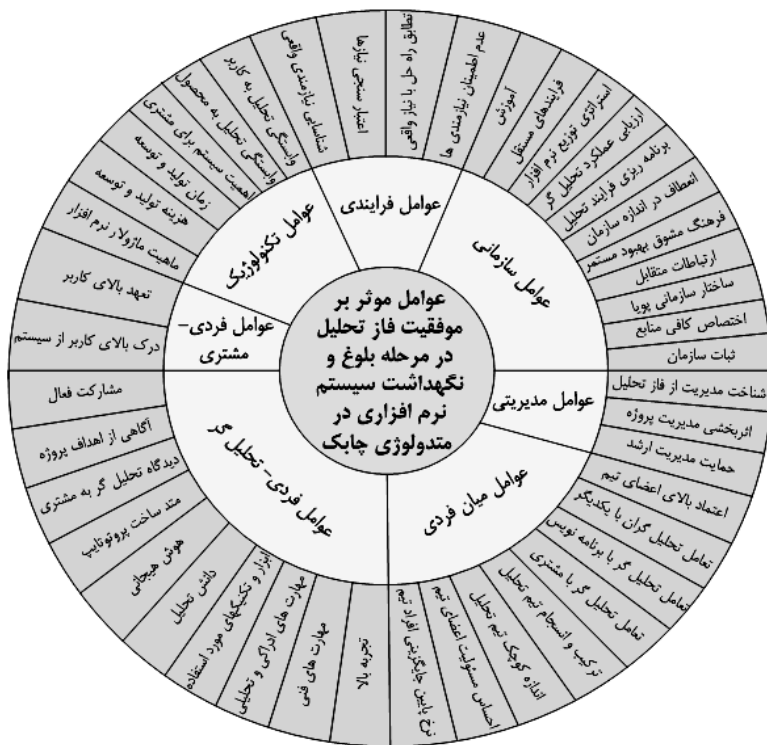 عوامل موثر بر
موفقیت فاز تحلیل
در مرحله بلوغ و
نگهداشت سیستم
نرم افزاری در
متدولوژی چابک
عوامل فرایندی
عوامل سازمانی
عوامل مدیریتی
عوامل میان فردی
عوامل فردی - تحلیل گر
عوامل فردی-
مشتری
عوامل تکنولوژیک
عدم اطمینان نیازمندی ها
تطابق راه حل با نیاز واقعی
اعتبار سنجی نیازها
شناسایی نیازمندی واقعی
آموزش
فرایندهای مستقل
استراتژی توزیع نرم افزار
ارزیابی عملکرد تحلیل گر
برنامه ریزی فرایند تحلیل
انعطاف در اندازه سازمان
فرهنگ مشوق بهبود مستمر
ارتباطات متقابل
ساختار سازمانی پویا
اختصاص کافی منابع
ثبات سازمان
شناخت مدیریت از فاز تحلیل
اثربخشی مدیریت پروژه
حمایت مدیریت ارشد
اعتماد بالای اعضای تیم
تعامل تحلیل گران با یکدیگر
تعامل تحلیل گر با برنامه نویس
تعامل تحلیل گر با مشتری
ترکیب و انسجام تیم تحلیل
اندازه کوچک تیم تحلیل
احساس مسئولیت اعضای تیم
نرخ پایین جایگزینی افراد تیم
تجربه بالا
مهارت های فنی
مهارت های ادراکی و تحلیلی
ابزار و تکنیکهای مورد استفاده
دانش تحلیل
هوش هیجانی
متد ساخت پروتوتایپ
دیدگاه تحلیل گر به مشتری
آگاهی از اهداف پروژه
مشارکت فعال
درک بالای کاربر از سیستم
تعهد بالای کاربر
ماهیت ماژولار نرم افزار
هزینه تولید و توسعه
زمان تولید و توسعه
اهمیت سیستم برای مشتری
وابستگی تحلیل به محصول
وابستگی تحلیل به کاربر